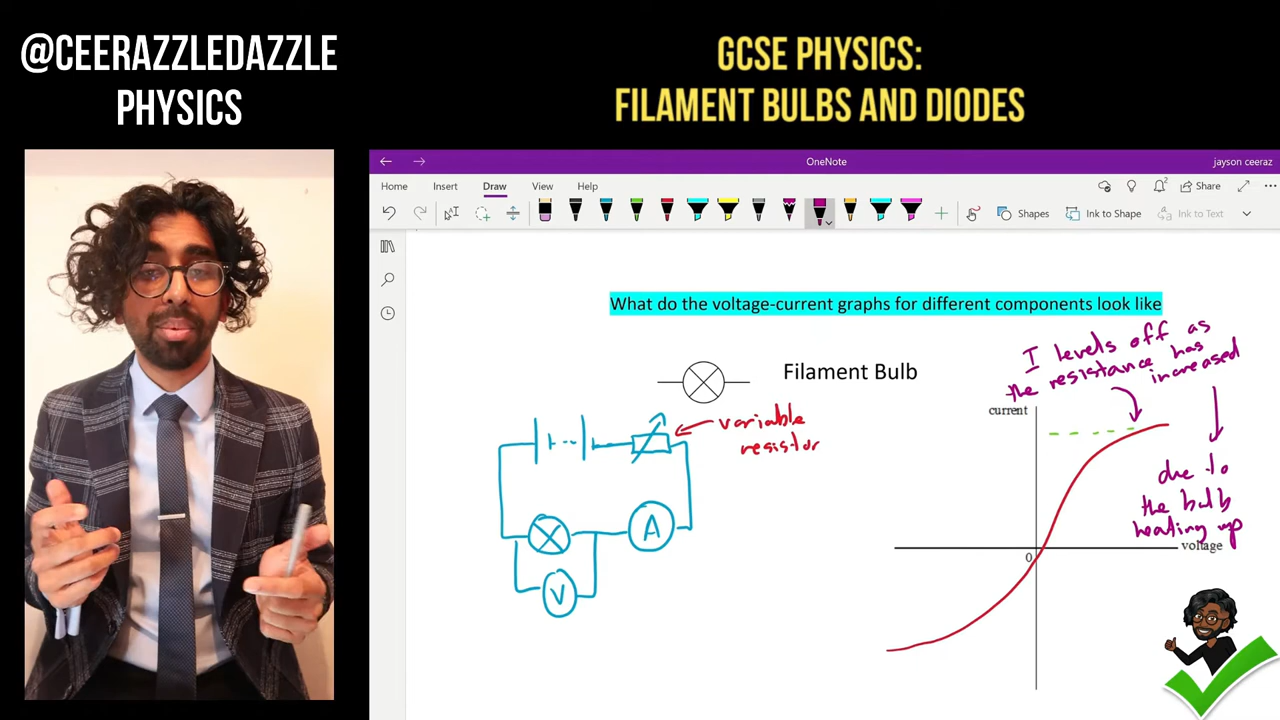 @CEERAZZLEDAZZLE
PHYSICS
GCSE PHYSICS:
FILAMENT BULBS AND DIODES
OneNote
jayson ceeraz
Home Insert Draw View Help
2
Share
Shapes
Ink to Shape
Ink to Text
What do the voltage-current graphs for different components look like
Filament Bulb
variable
resistor
A
V
I levels off as
the resistance has
increased
due to
the bulb
heating up
current
voltage
0